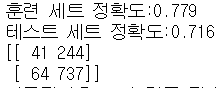 훈련 세트 정확도:0.779
테스트 세트 정확도:0.716
[[ 41 244]
 [ 64 737]]